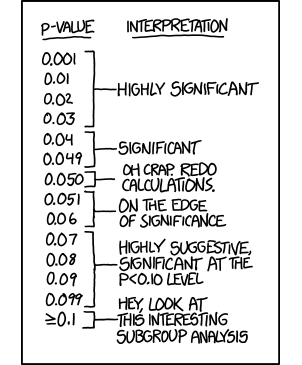 P-VALUE INTERPRETATION
0.001
0.01
0.02
0.03
HIGHLY SIGNIFICANT
0.04
0.049
SIGNIFICANT
0.050
OH CRAP. REDO
CALCULATIONS.
0.051
0.06
ON THE EDGE
OF SIGNIFICANCE
0.07
0.08
0.09
0.099
HIGHLY SUGGESTIVE,
SIGNIFICANT AT THE
P<0.10 LEVEL
≥0.1
HEY, LOOK AT
THIS INTERESTING
SUBGROUP ANALYSIS